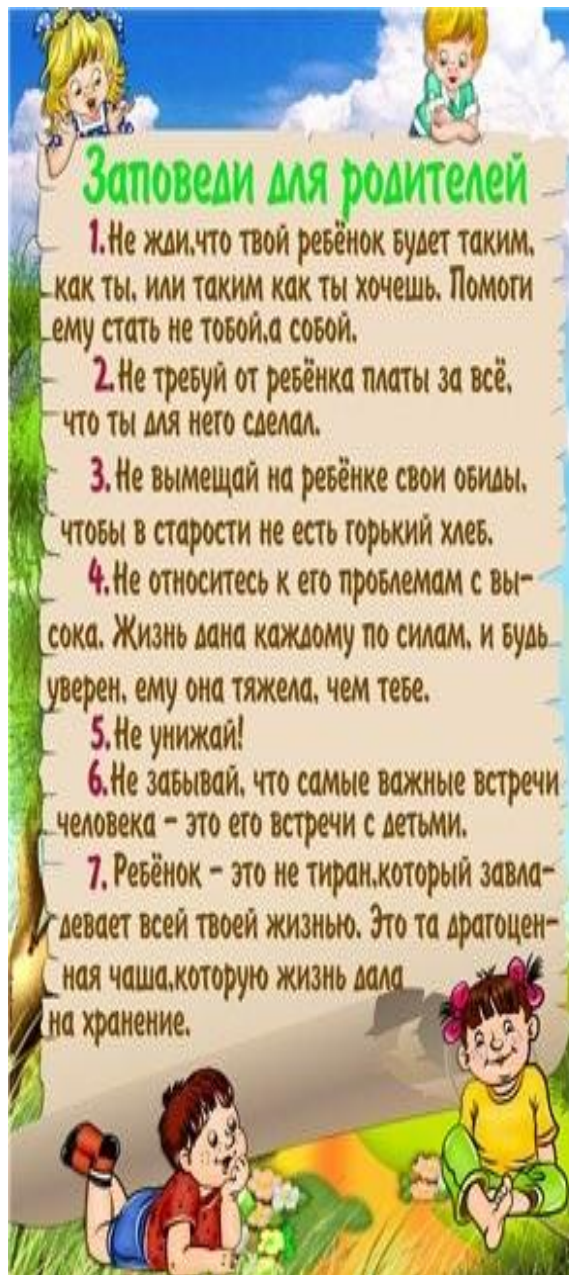 Заповеди для родителей
1.Не жди,что твой ребёнок будет таким,
как ты, или таким как ты хочешь. Помоги
ему стать не тобой,а собой.
2.Не требуй от ребёнка платы за всё,
что ты для него сделал.
3.Не вымещай на ребёнке свои обиды,
чтобы в старости не есть горький хлеб.
4.Не относитесь к его проблемам с вы-
сока. Жизнь дана каждому по силам, и будь
уверен, ему она тяжела, чем тебе.
5.Не унижай!
6.Не забывай, что самые важные встречи
человека - это его встречи с детьми.
7. Ребёнок - это не тиран,который завла-
девает всей твоей жизнью. Это та драгоцен-
ная чаша,которую жизнь дала
на хранение.